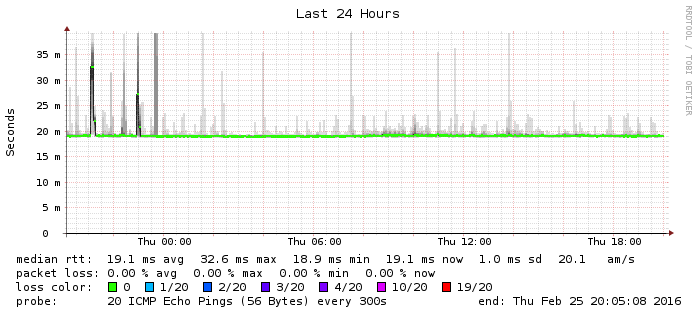 Last 24 Hours
RRDTOOL / TOBI OETIKER
Seconds
35 m
30 m
25 m
20 m
15 m
10 m
5 m
0
Thu 00:00 Thu 06:00 Thu 12:00 Thu 18:00
median rtt: 19.1 ms avg 32.6 ms max 18.9 ms min 19.1 ms now 1.0 ms sd 20.1 am/s
packet loss: 0.00 % avg 0.00 % max 0.00 % min 0.00 % now
loss color: 0 1/20 2/20 3/20 4/20 10/20 19/20
probe: 20 ICMP Echo Pings (56 Bytes) every 300s end: Thu Feb 25 20:05:08 2016